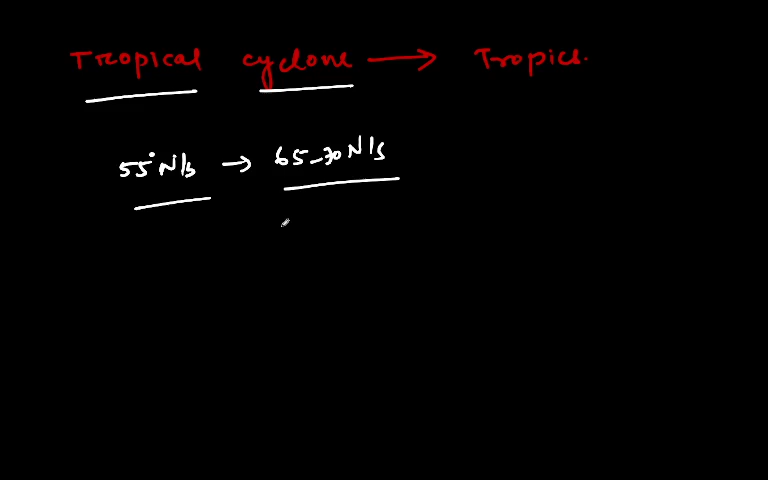 Tropical cyclone → Tropics.
55° N/s → 65-70 N/s